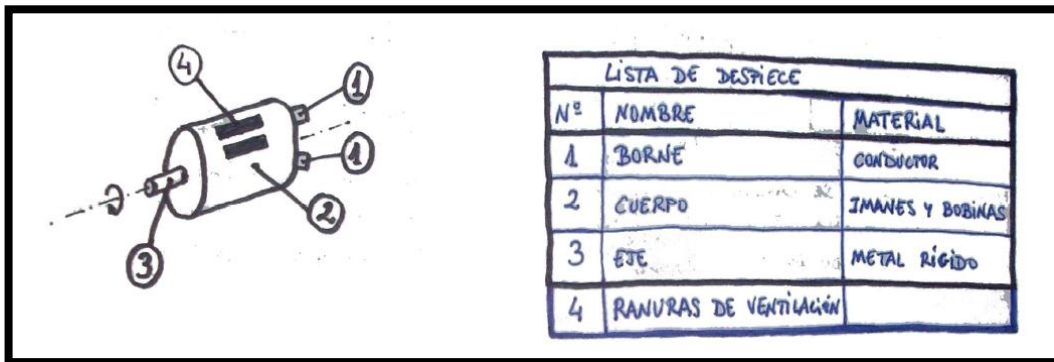 4
1
1
2
3
LISTA DE DESPIECE
Nº NOMBRE MATERIAL
1 BORNE CONDUCTOR
2 CUERPO IMANES Y BOBINAS
3 EJE METAL RÍGIDO
4 RANURAS DE VENTILACIÓN